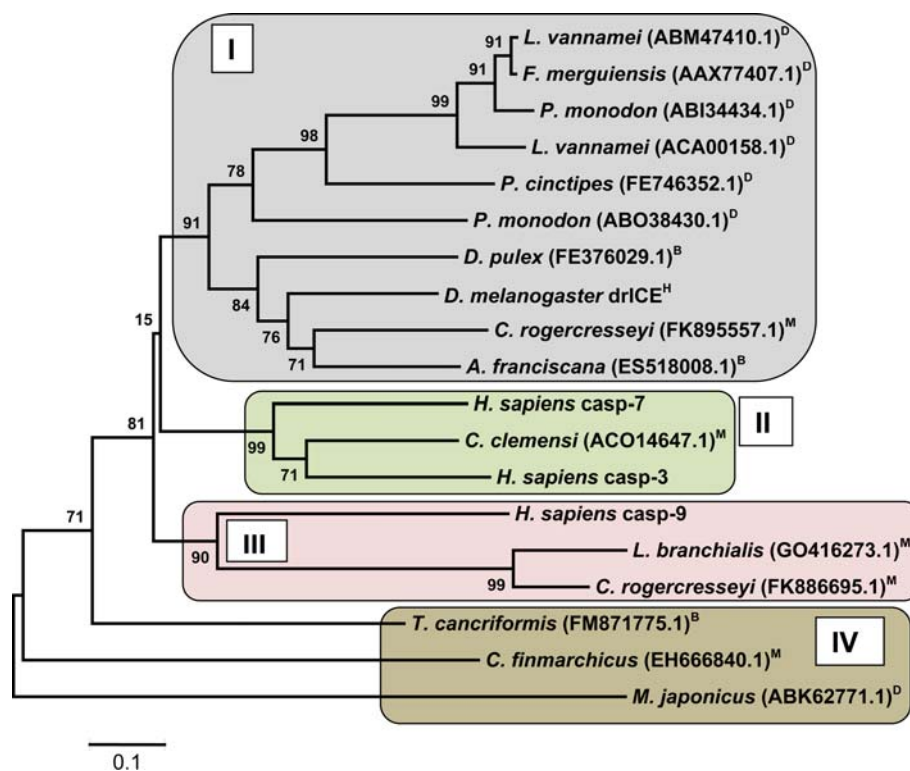 I
91
L. vannamei (ABM47410.1)D
91
F. merguiensis (AAX77407.1)D
99
P. monodon (ABI34434.1)D
98
L. vannamei (ACA00158.1)D
78
P. cinctipes (FE746352.1)D
91
P. monodon (ABO38430.1)D
D. pulex (FE376029.1)B
84
D. melanogaster drICEH
15
76
C. rogercresseyi (FK895557.1)M
71
A. franciscana (ES518008.1)B
H. sapiens casp-7
II
81
99
C. clemensi (ACO14647.1)M
71
H. sapiens casp-3
71
H. sapiens casp-9
III
90
L. branchialis (GO416273.1)M
99
C. rogercresseyi (FK886695.1)M
T. cancriformis (FM871775.1)B
IV
C. finmarchicus (EH666840.1)M
M. japonicus (ABK62771.1)D
0.1